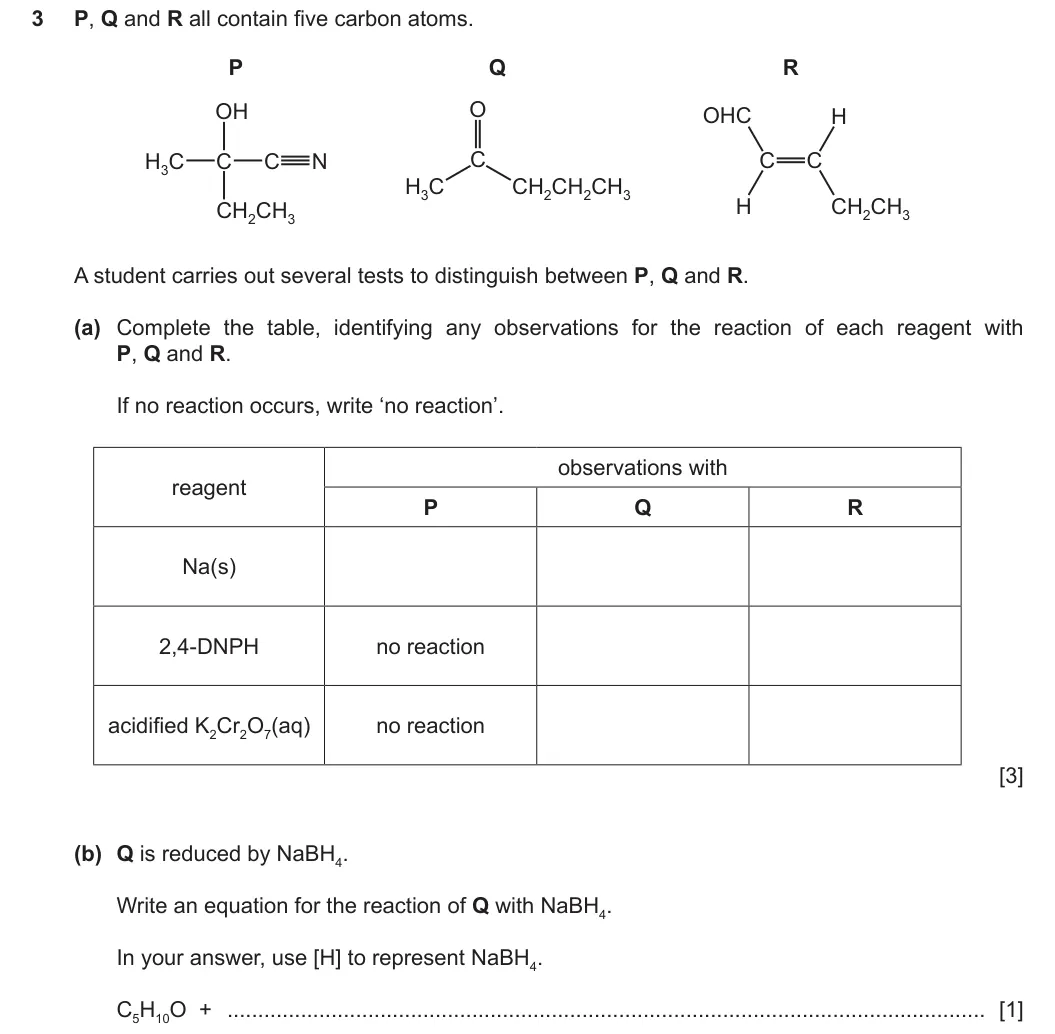 3 P, Q and R all contain five carbon atoms.
P Q R
OH O OHC H
H₃C C C N C C C
H₃C CH₂CH₂CH₃
CH₂CH₃ H CH₂CH₃
A student carries out several tests to distinguish between P, Q and R.
(a) Complete the table, identifying any observations for the reaction of each reagent with
P, Q and R.
If no reaction occurs, write ‘no reaction’.
observations with
reagent
P Q R
Na(s)
2,4-DNPH no reaction
acidified K₂Cr₂O₇(aq) no reaction
[3]
(b) Q is reduced by NaBH₄.
Write an equation for the reaction of Q with NaBH₄.
In your answer, use [H] to represent NaBH₄.
C₅H₁₀O + .............................................................................................................................. [1]